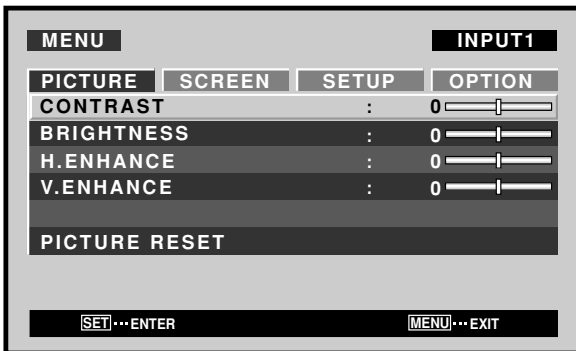 MENU INPUT1
PICTURE SCREEN SETUP OPTION
CONTRAST : 0
BRIGHTNESS : 0
H.ENHANCE : 0
V.ENHANCE : 0
PICTURE RESET
SET···ENTER MENU···EXIT